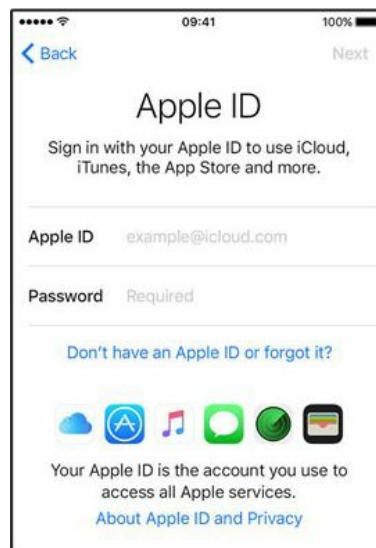 09:41
100%
Back
Next
Apple ID
Sign in with your Apple ID to use iCloud,
iTunes, the App Store and more.
Apple ID example@icloud.com
Password Required
Don't have an Apple ID or forgot it?
Your Apple ID is the account you use to
access all Apple services.
About Apple ID and Privacy